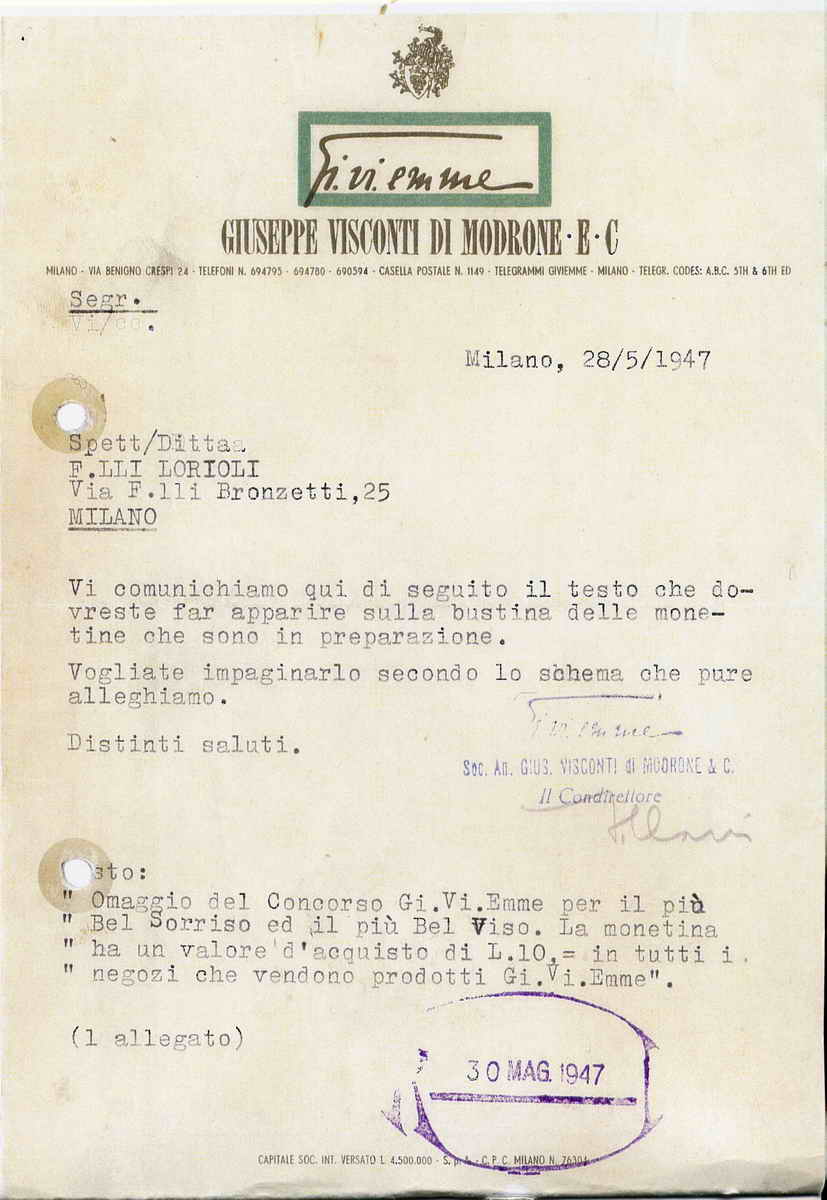 Gi.vi.emme
GIUSEPPE VISCONTI DI MODRONE · E · C
MILANO - VIA BENIGNO CRESPI 24 - TELEFONI N. 694795 - 694780 - 690594 - CASELLA POSTALE N. 1149 - TELEGRAMMI GIVIEMME - MILANO - TELEGR. CODES: A.B.C. 5TH & 6TH ED
Segr.
Milano, 28/5/1947
Spett/Dittaa
F.LLI LORIOLI
Via F.lli Bronzetti,25
MILANO
Vi comunichiamo qui di seguito il testo che do-
vreste far apparire sulla bustina delle mone-
tine che sono in preparazione.
Vogliate impaginarlo secondo lo schema che pure
alleghiamo.
Distinti saluti.
Gi.vi.emme
Soc. An. GIUS. VISCONTI di MODRONE & C.
Il Condirettore
sto:
" Omaggio del Concorso Gi.Vi.Emme per il più
" Bel Sorriso ed il più Bel Viso. La monetina
" ha un valore d'acquisto di L.10,= in tutti i
" negozi che vendono prodotti Gi.Vi.Emme".
(1 allegato)
30 MAG. 1947
CAPITALE SOC. INT. VERSATO L. 4.500.000 - S. p. A. - C. P. C. MILANO N.